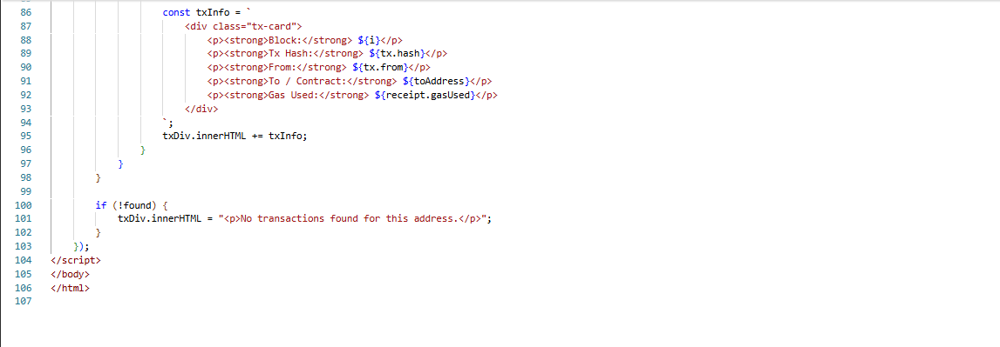 86 const txInfo = `
87 <div class="tx-card">
88 <p><strong>Block:</strong> ${i}</p>
89 <p><strong>Tx Hash:</strong> ${tx.hash}</p>
90 <p><strong>From:</strong> ${tx.from}</p>
91 <p><strong>To / Contract:</strong> ${toAddress}</p>
92 <p><strong>Gas Used:</strong> ${receipt.gasUsed}</p>
93 </div>
94 `;
95 txDiv.innerHTML += txInfo;
96 }
97 }
98 }
99
100 if (!found) {
101 txDiv.innerHTML = "<p>No transactions found for this address.</p>";
102 }
103 });
104 </script>
105 </body>
106 </html>
107